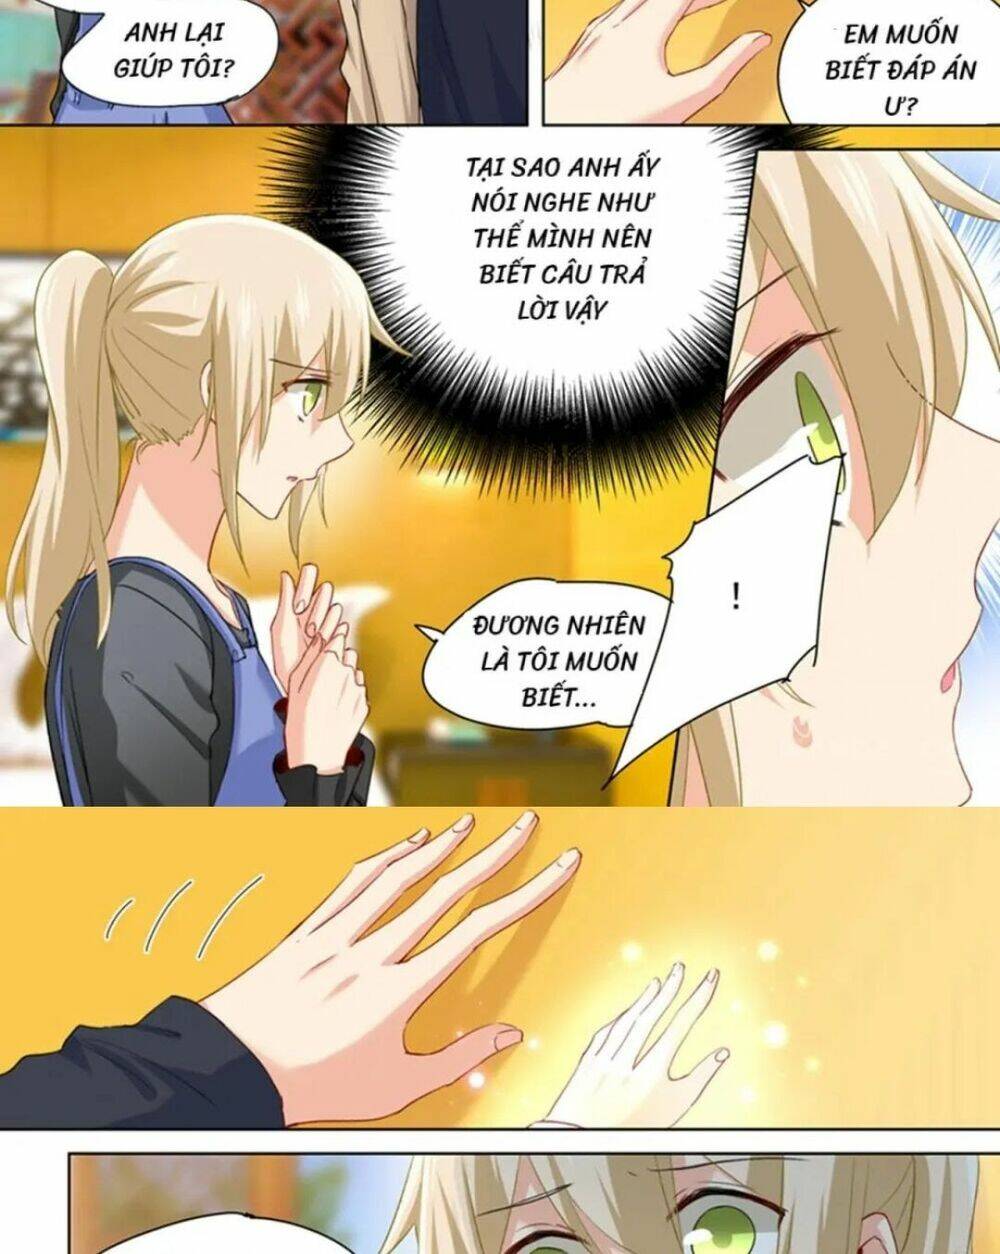 ANH LẠI
GIÚP TÔI?
EM MUỐN
BIẾT ĐÁP ÁN
Ư?
TẠI SAO ANH ẤY
NÓI NGHE NHƯ
THỂ MÌNH NÊN
BIẾT CÂU TRẢ
LỜI VẬY
!
ĐƯƠNG NHIÊN
LÀ TÔI MUỐN
BIẾT...